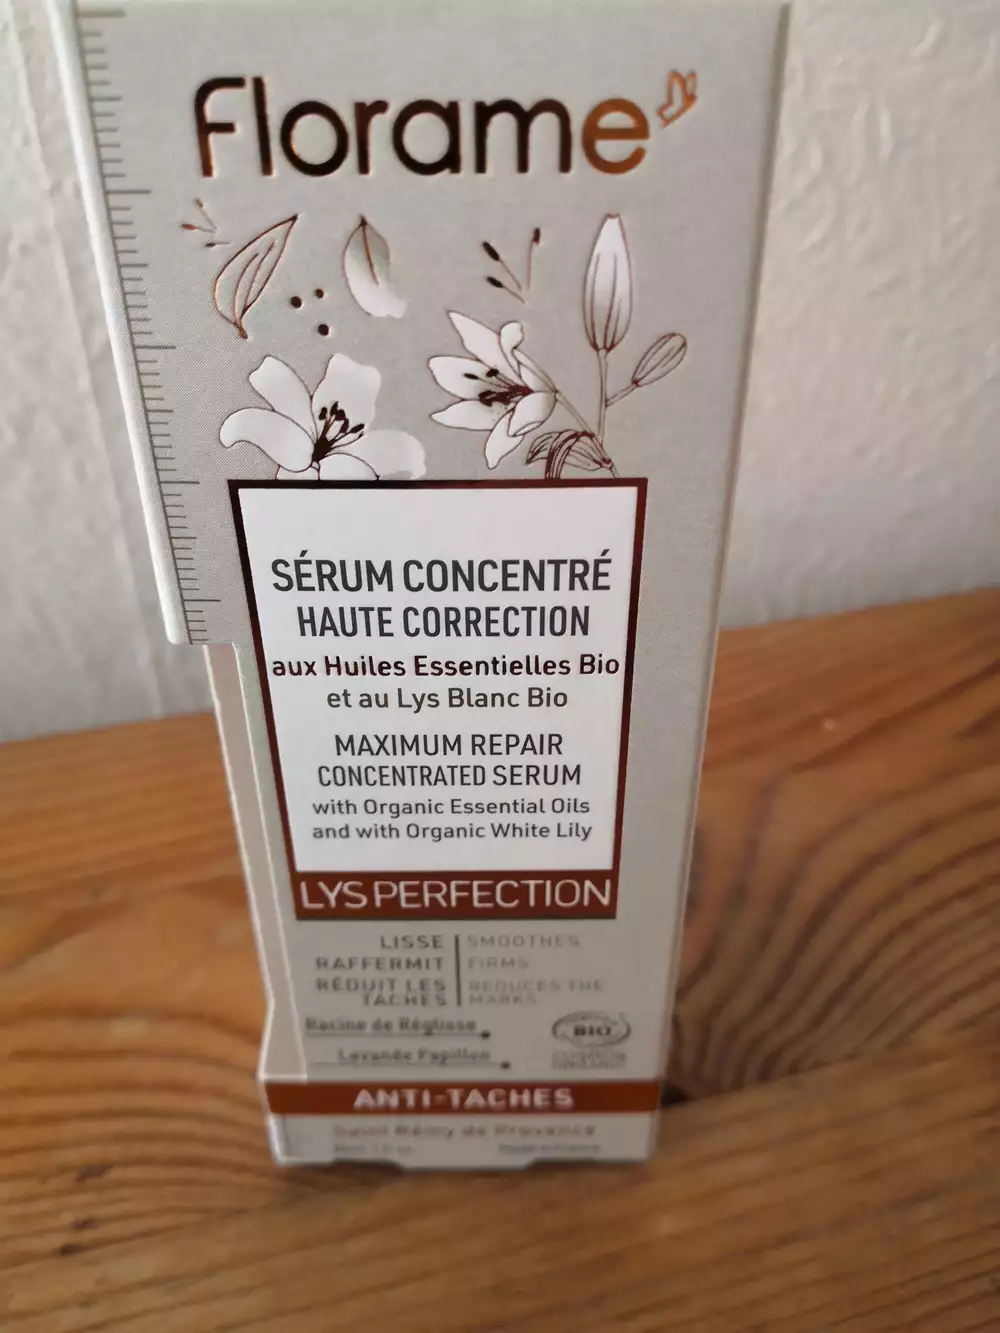 Florame
SÉRUM CONCENTRÉ
HAUTE CORRECTION
aux Huiles Essentielles Bio
et au Lys Blanc Bio
MAXIMUM REPAIR
CONCENTRATED SERUM
with Organic Essential Oils
and with Organic White Lily
LYS PERFECTION
LISSE
RAFFERMIT
RÉDUIT LES
TACHES
SMOOTHES
FIRMS
REDUCES THE
MARKS
Racine de Réglisse
Lavande Papillon
BIO
ANTI-TACHES
Saint Rémy de Provence